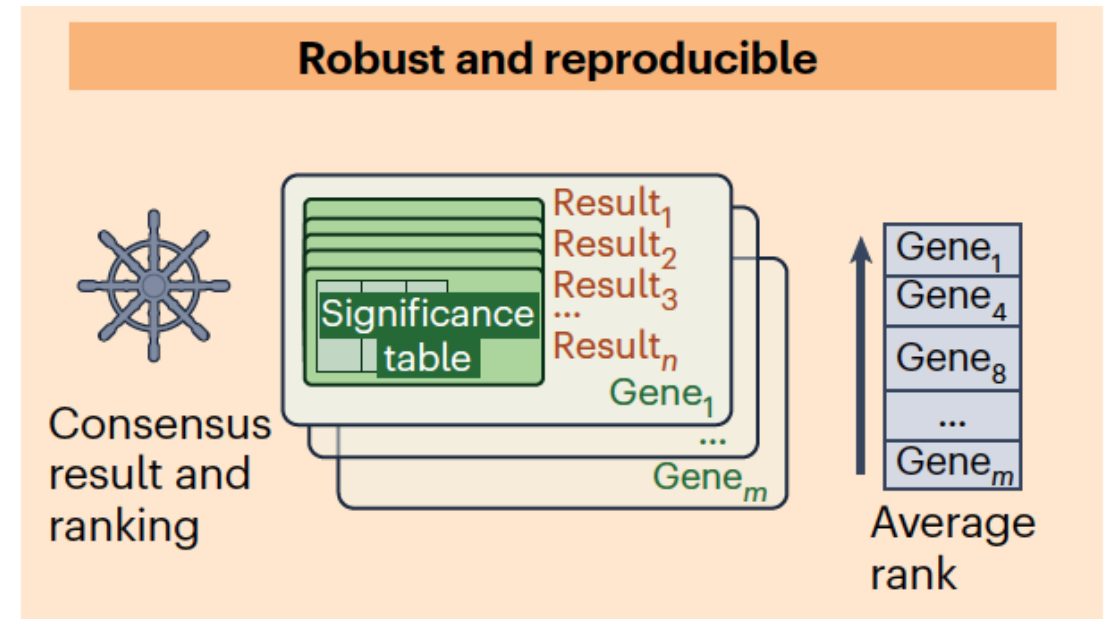 Robust and reproducible
Consensus
result and
ranking
Significance
table
Result₁
Result₂
Result₃
...
Resultₙ
Gene₁
...
Geneₘ
Gene₁
Gene₄
Gene₈
...
Geneₘ
Average
rank